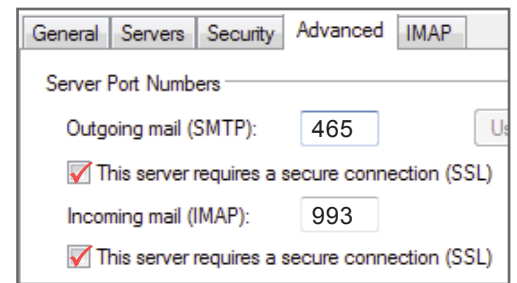 General Servers Security Advanced IMAP
Server Port Numbers
Outgoing mail (SMTP): 465
This server requires a secure connection (SSL)
Incoming mail (IMAP): 993
This server requires a secure connection (SSL)